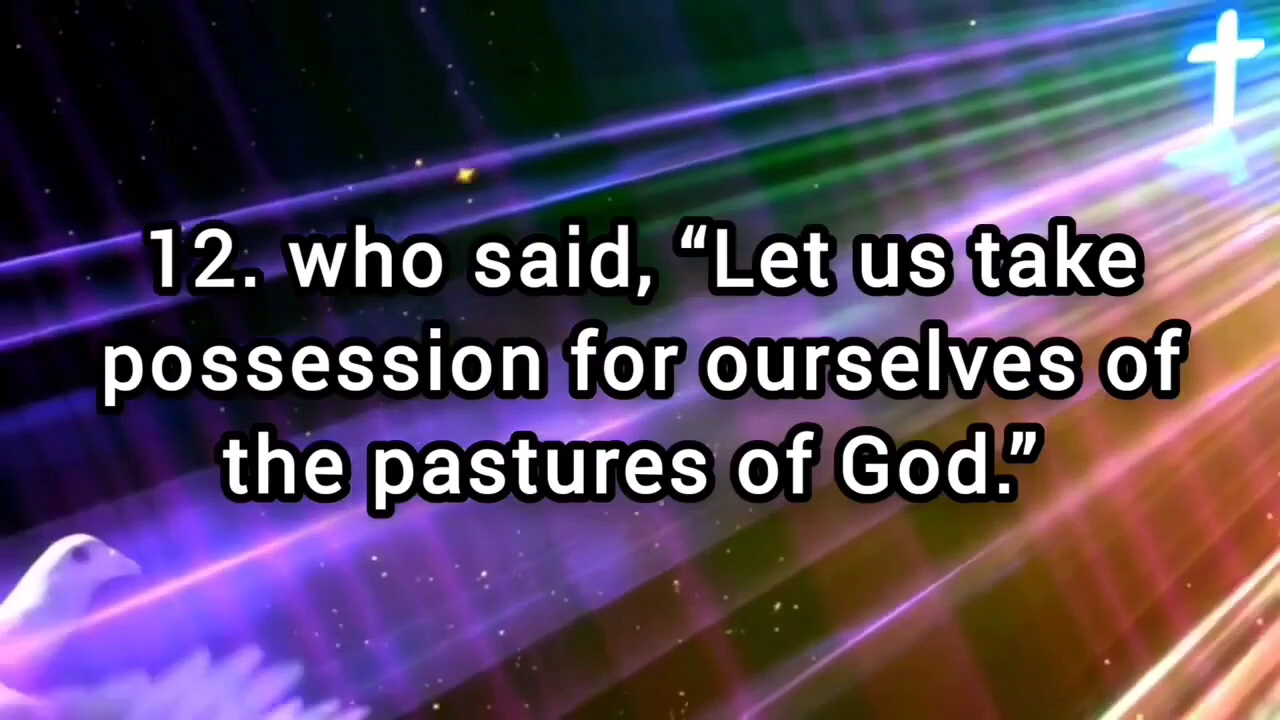 12. who said, “Let us take
possession for ourselves of
the pastures of God.”